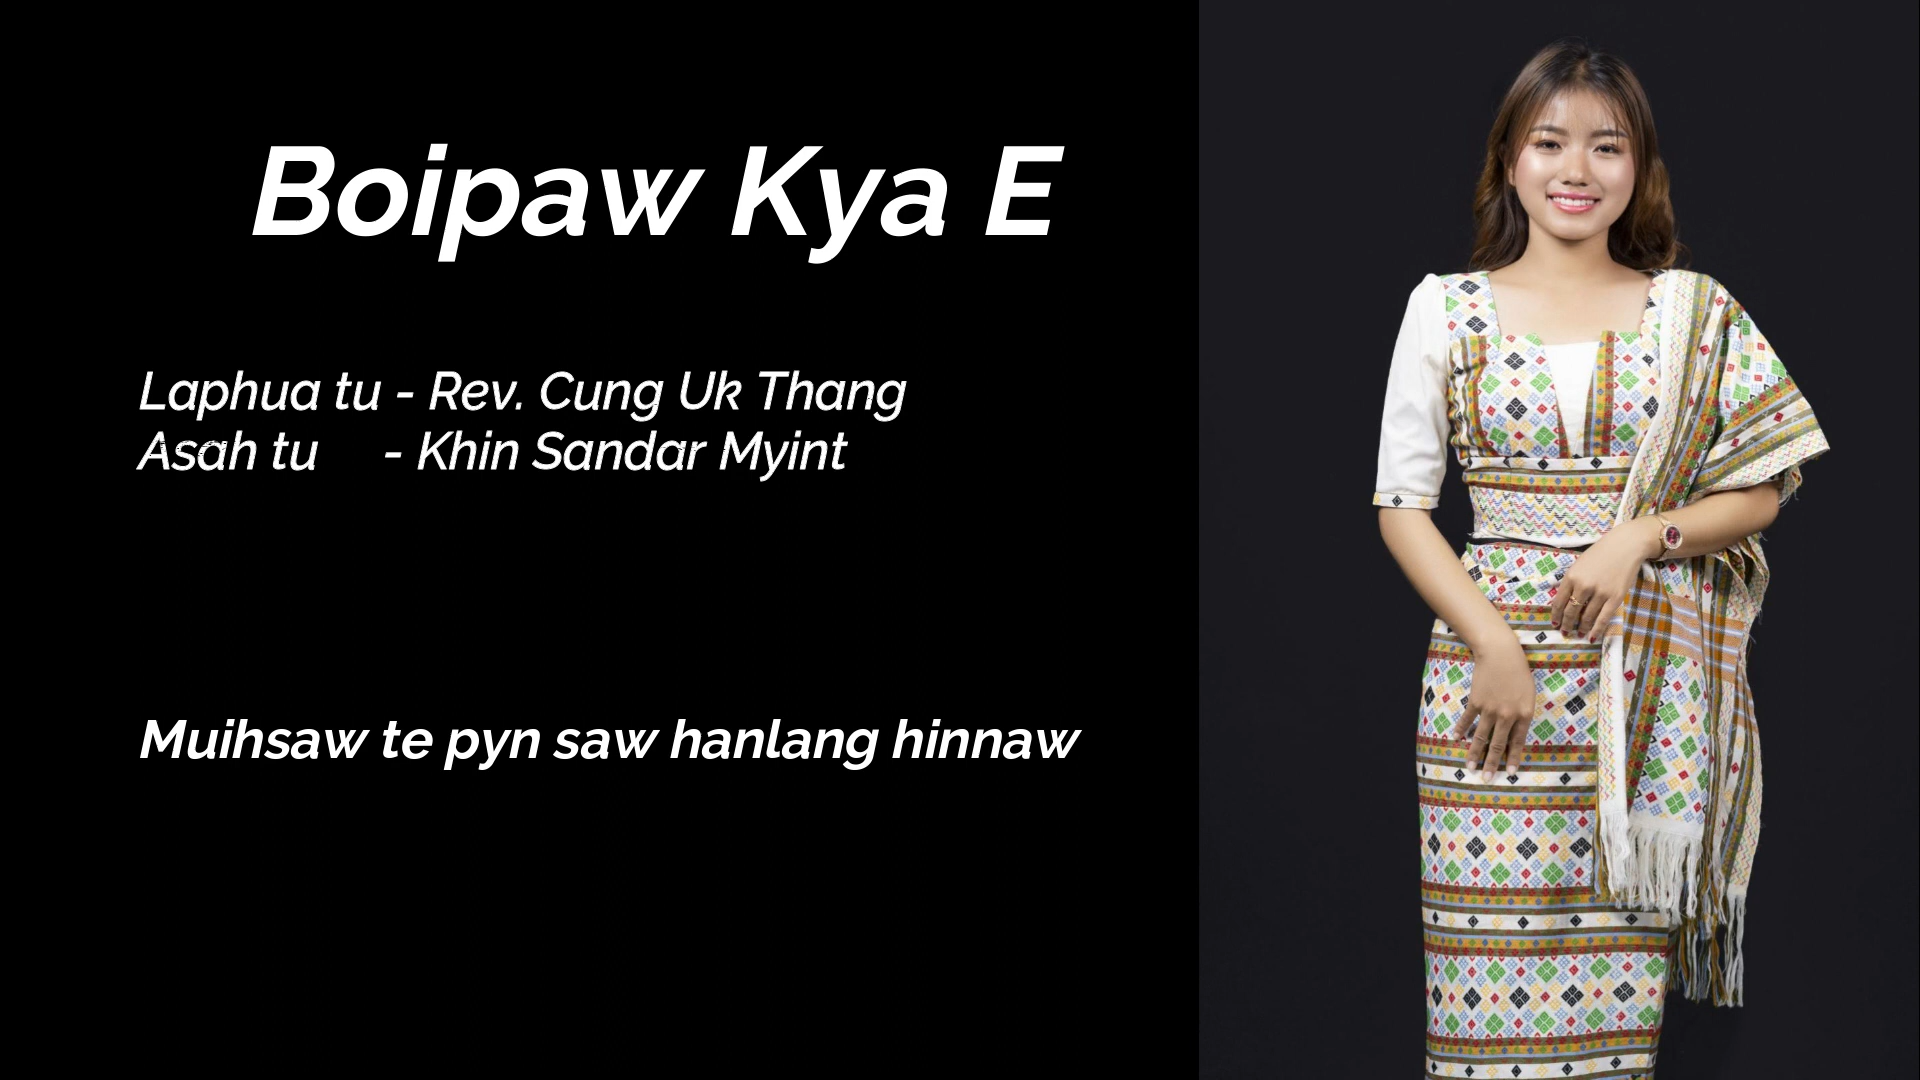 Boipaw Kya E
Laphua tu - Rev. Cung Uk Thang
Asah tu - Khin Sandar Myint
Muihsaw te pyn saw hanlang hinnaw